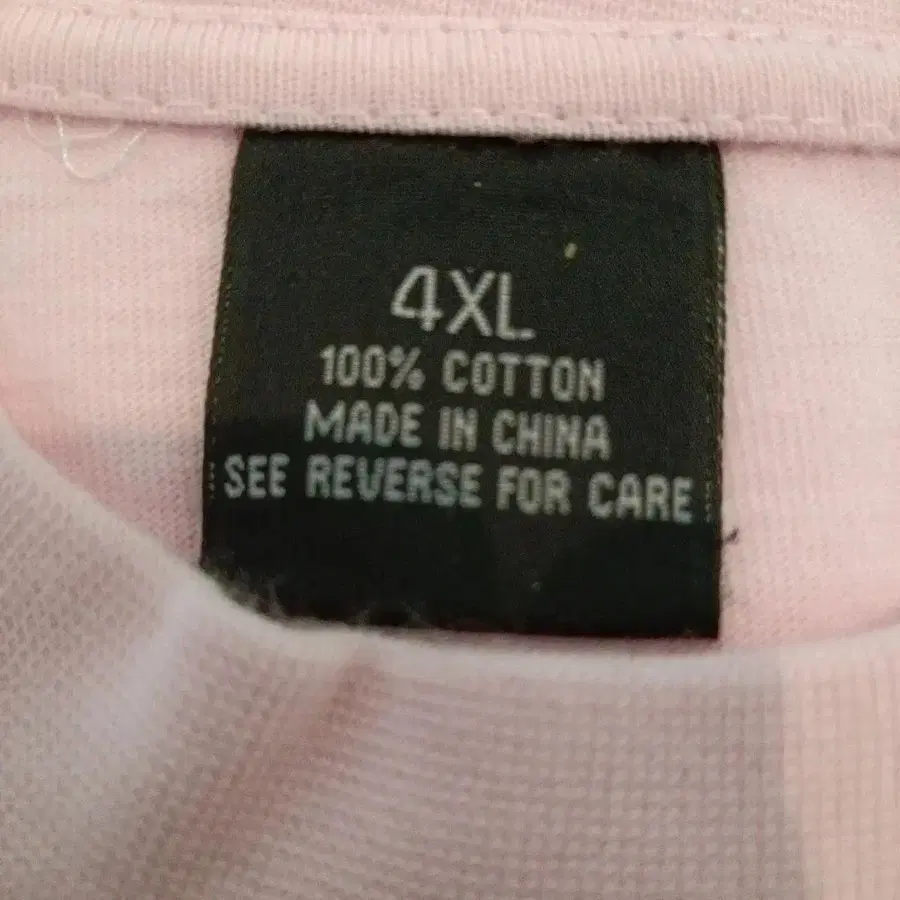 4XL
100% COTTON
MADE IN CHINA
SEE REVERSE FOR CARE